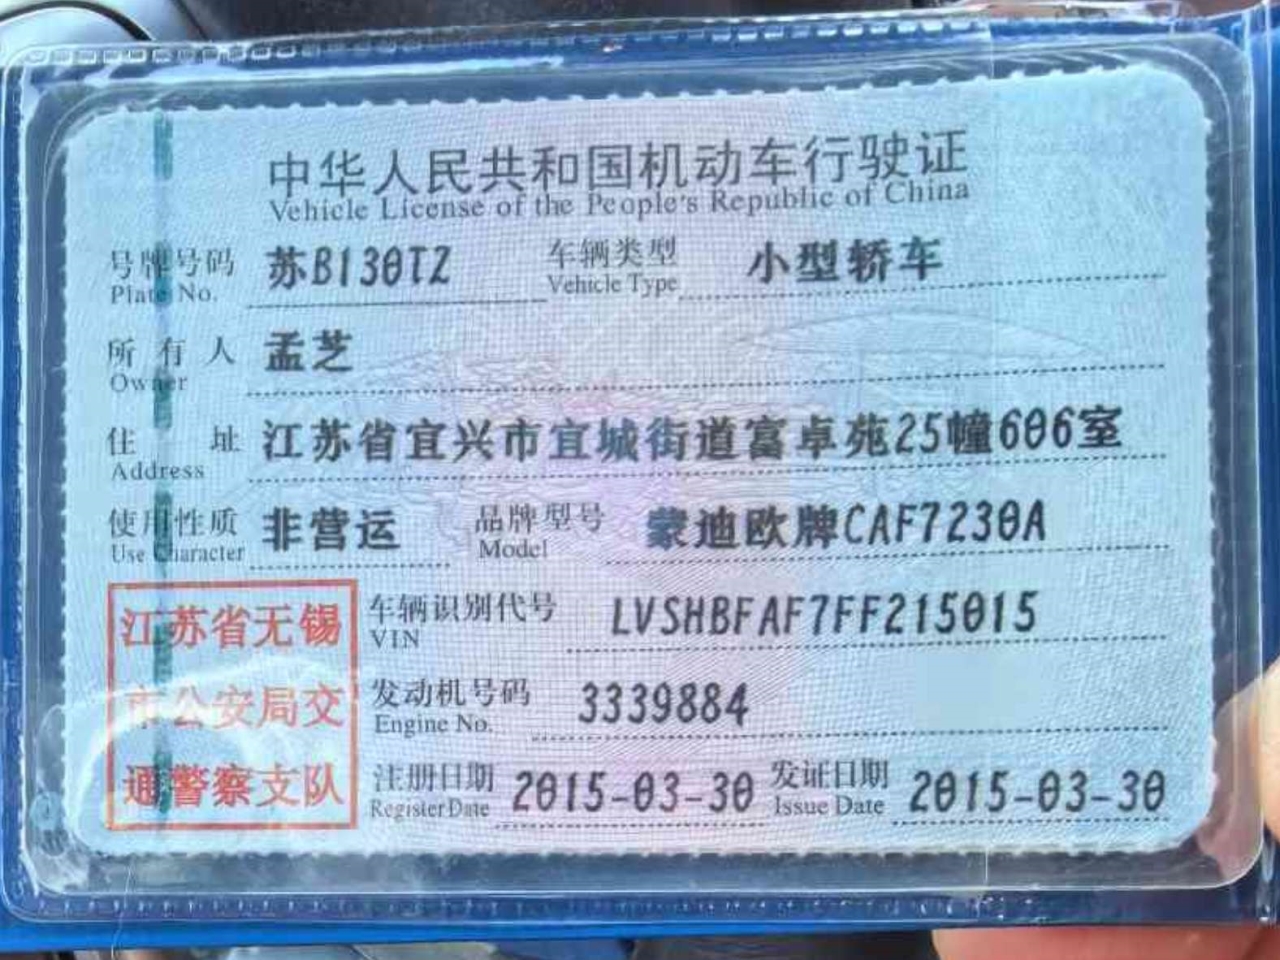 中华人民共和国机动车行驶证
Vehicle License of the People's Republic of China
号牌号码 苏B130TZ 车辆类型 小型轿车
Plate No. Vehicle Type
所有人 孟芝
Owner
住址 江苏省宜兴市宜城街道富卓苑25幢606室
Address
使用性质 非营运 品牌型号 蒙迪欧牌CAF7230A
Use Character Model
江苏省无锡 车辆识别代号 LVSHBFAF7FF215015
VIN
市公安局交 发动机号码 3339884
Engine No.
通警察支队 注册日期 2015-03-30 发证日期 2015-03-30
Register Date Issue Date